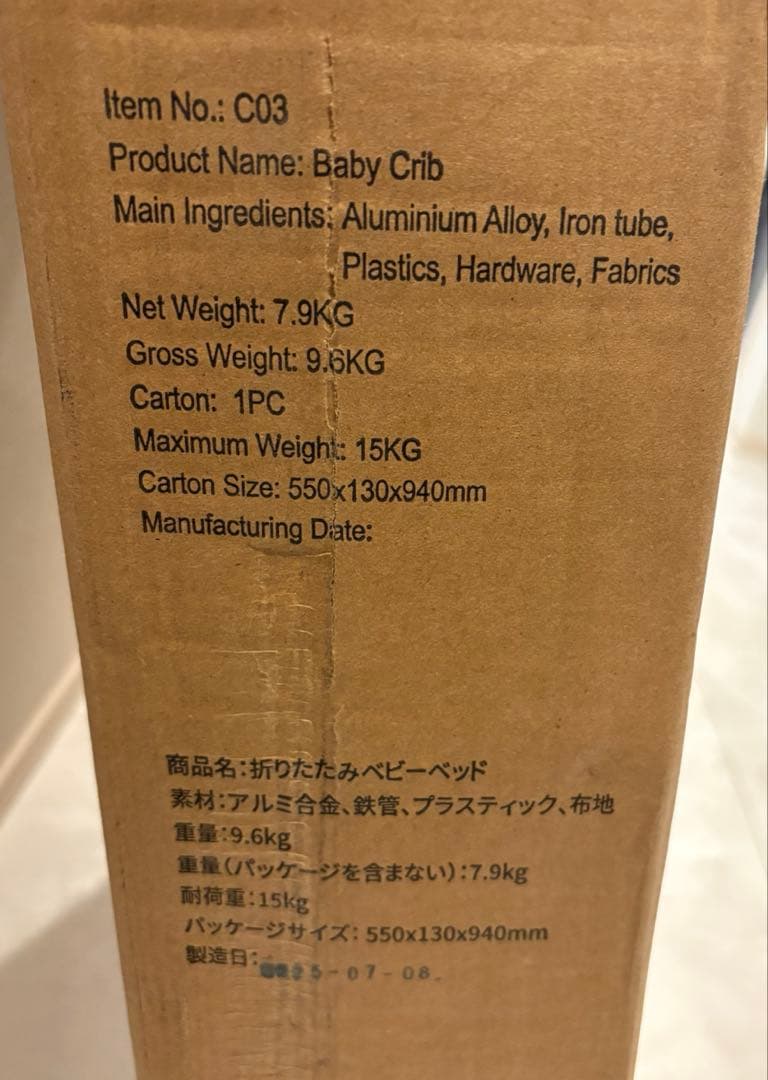 Item No.: C03
Product Name: Baby Crib
Main Ingredients: Aluminium Alloy, Iron tube,
Plastics, Hardware, Fabrics
Net Weight: 7.9KG
Gross Weight: 9.6KG
Carton: 1PC
Maximum Weight: 15KG
Carton Size: 550x130x940mm
Manufacturing Date:
商品名:折りたたみベビーベッド
素材:アルミ合金、鉄管、プラスティック、布地
重量:9.6kg
重量(パッケージを含まない):7.9kg
耐荷重:15kg
パッケージサイズ: 550x130x940mm
製造日: